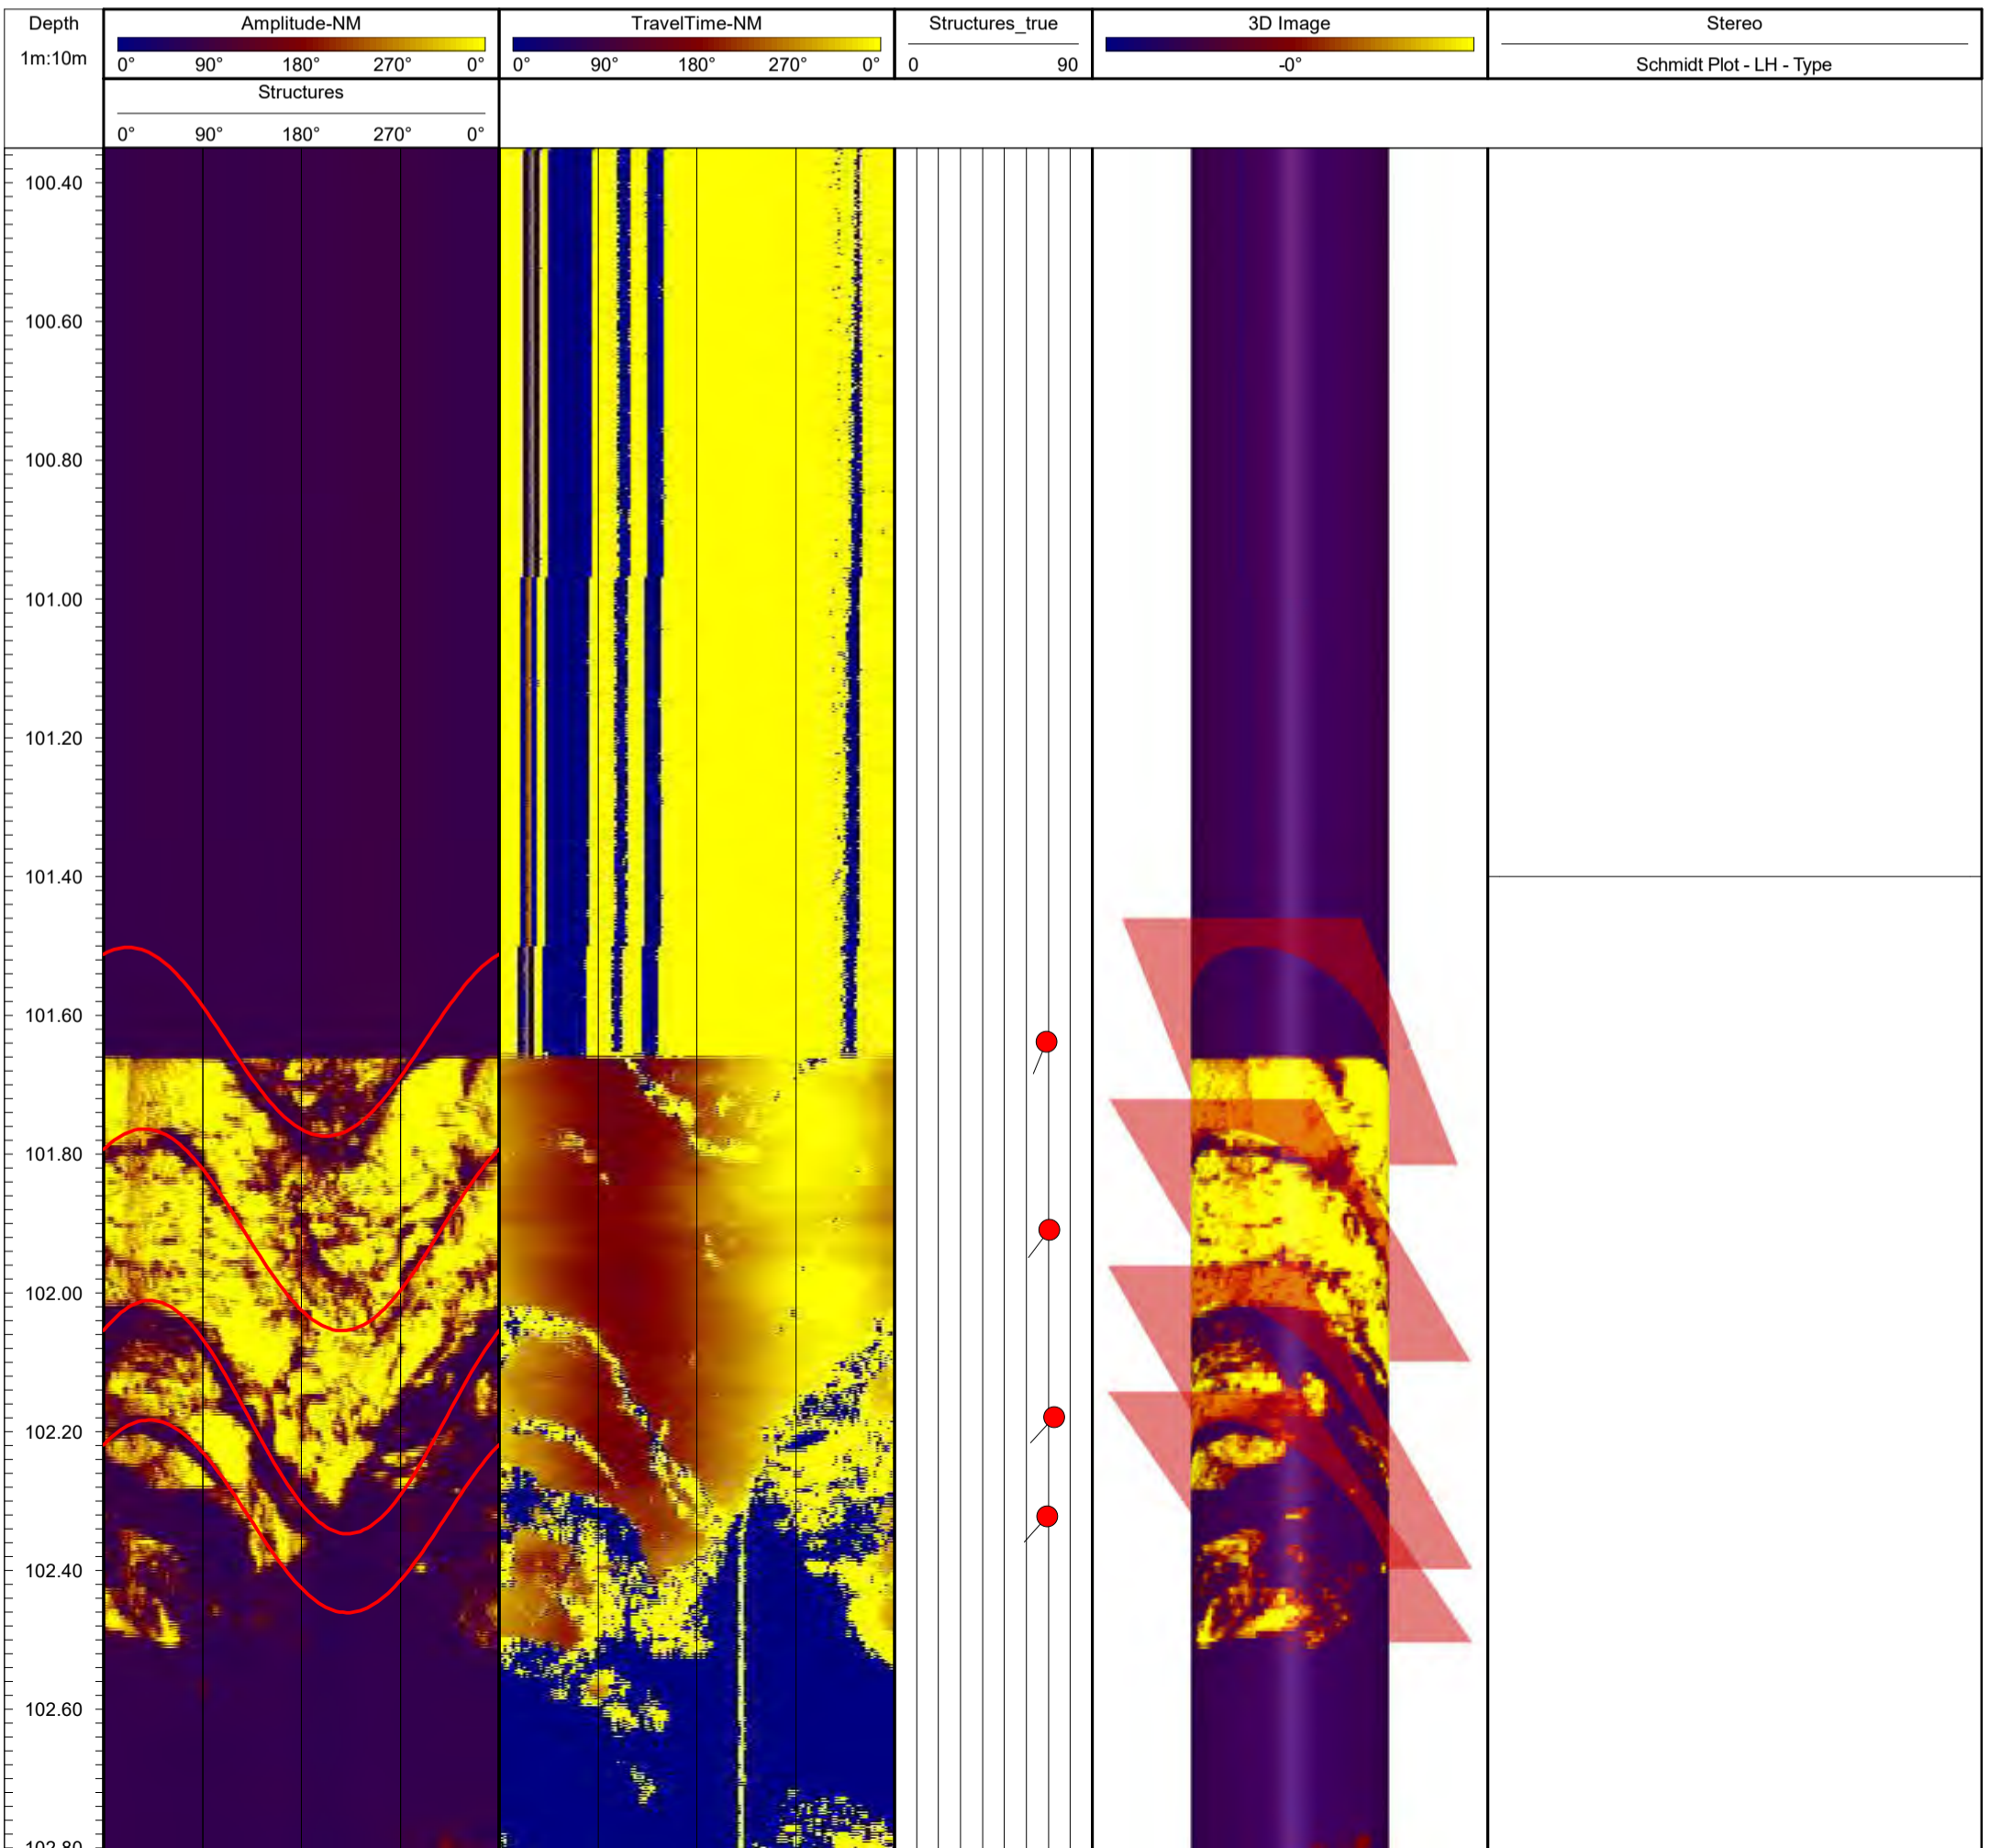 Depth
1m:10m
Amplitude-NM
0° 90° 180° 270° 0°
Structures
0° 90° 180° 270° 0°
TravelTime-NM
0° 90° 180° 270° 0°
Structures_true
0 90
3D Image
-0°
Stereo
Schmidt Plot - LH - Type
100.40
100.60
100.80
101.00
101.20
101.40
101.60
101.80
102.00
102.20
102.40
102.60
102.80